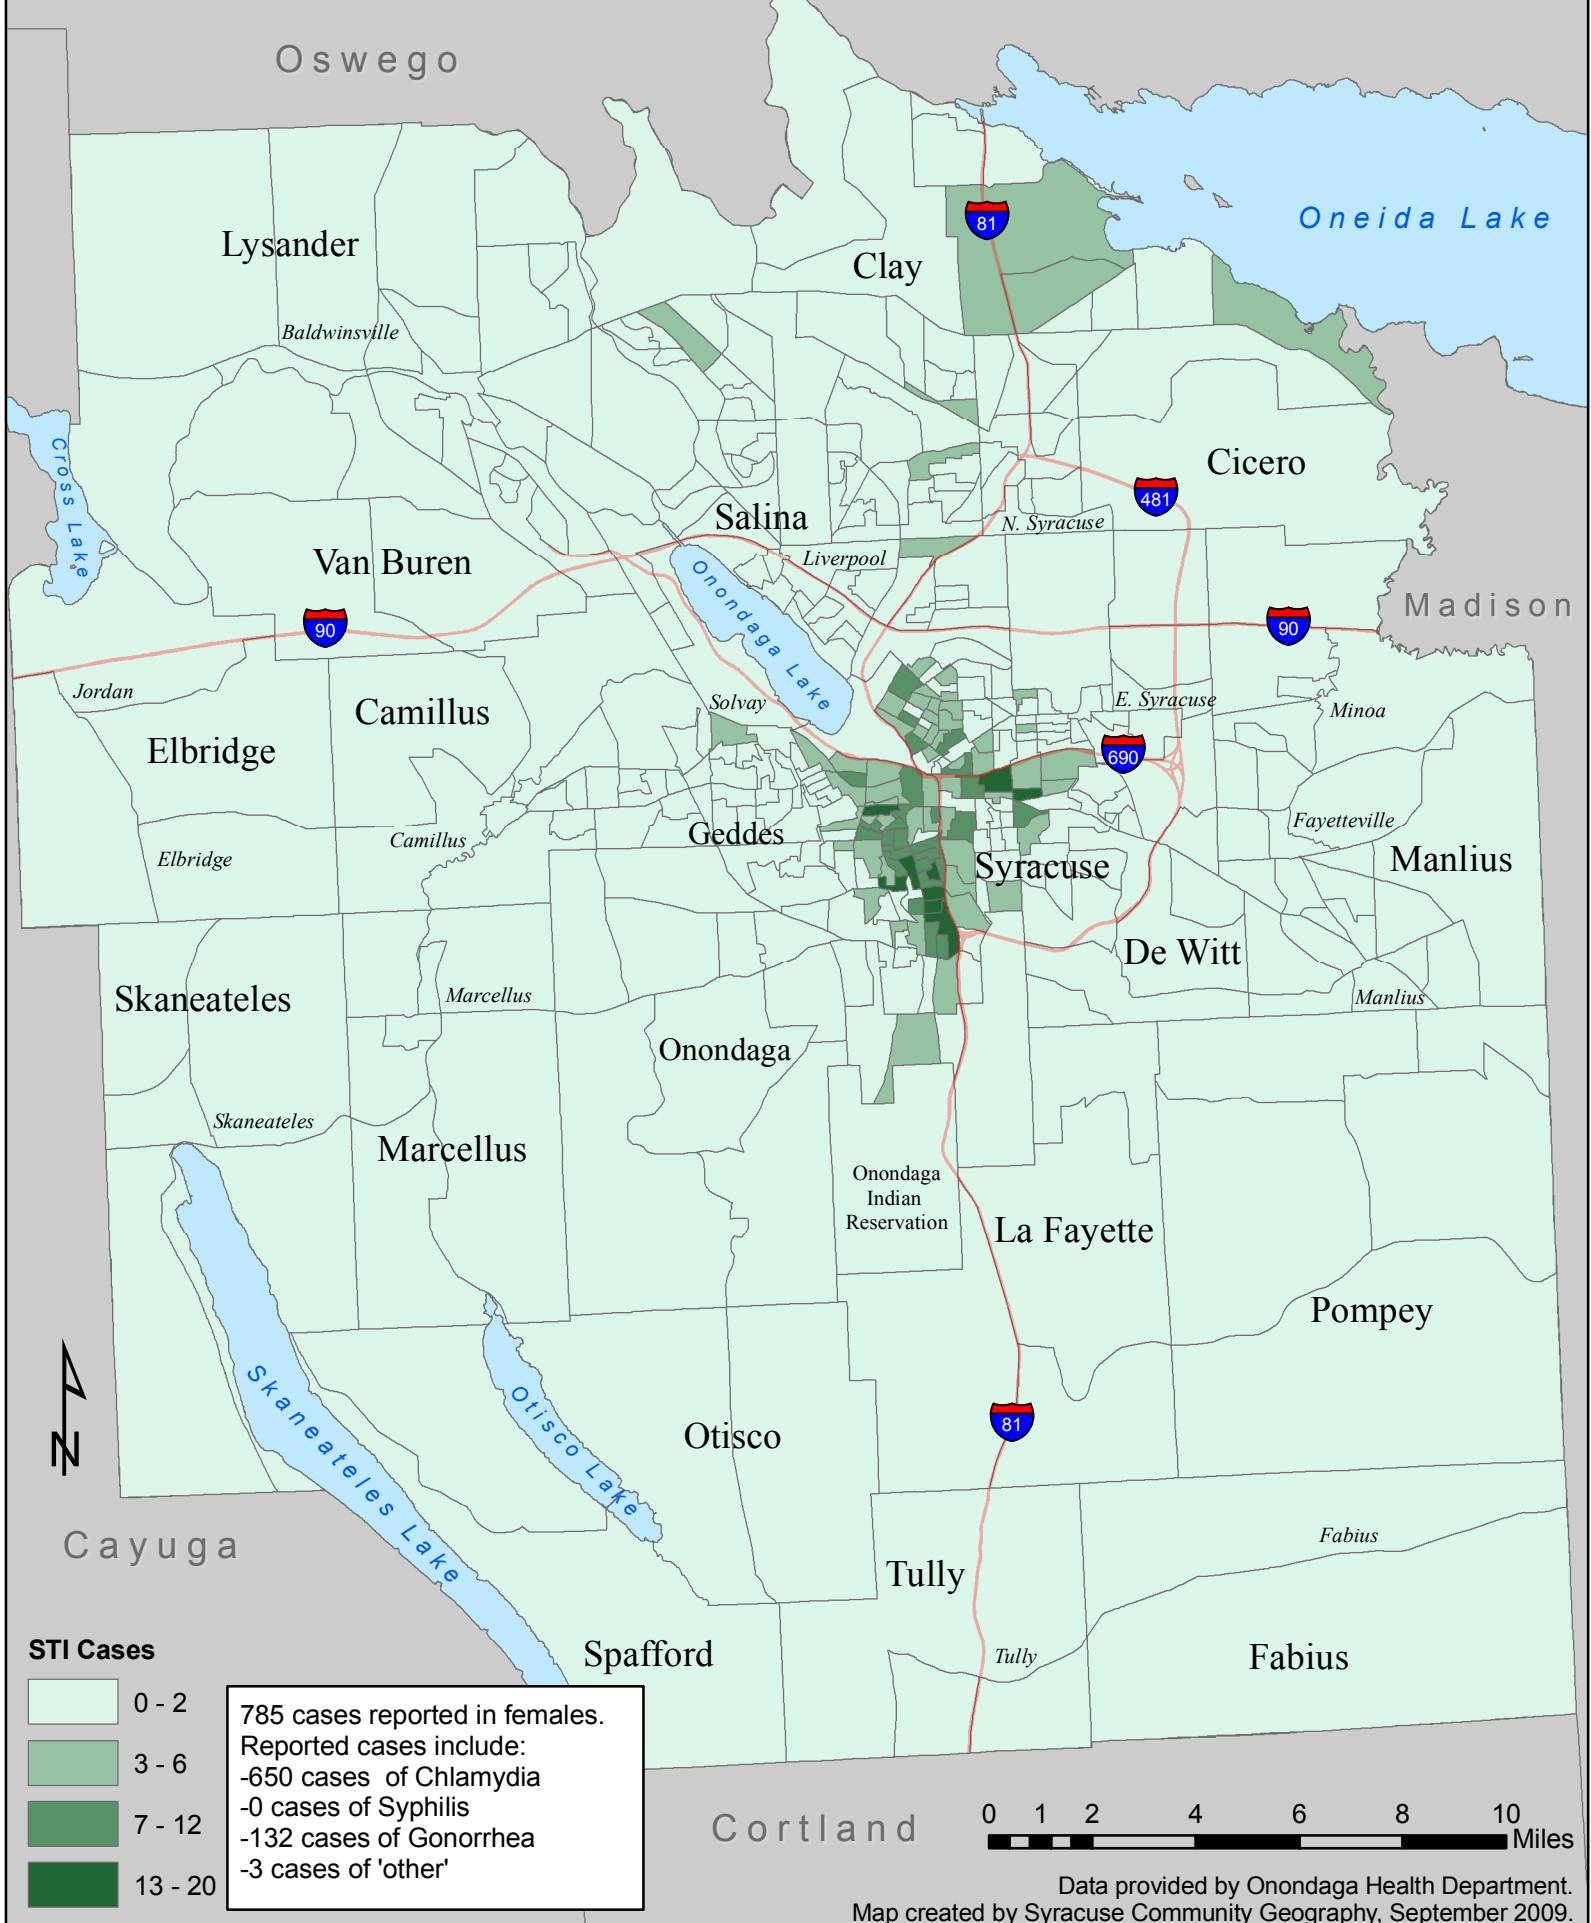 Oswego
Oneida Lake
81
Lysander
Clay
Baldwinsville
Cross Lake
Cicero
481
Salina
N. Syracuse
Van Buren
Liverpool
Onondaga Lake
Madison
90
90
Jordan
Solvay
E. Syracuse
Minoa
Camillus
Elbridge
690
Geddes
Fayetteville
Camillus
Elbridge
Syracuse
Manlius
De Witt
Skaneateles
Marcellus
Manlius
Onondaga
Skaneateles
Marcellus
Onondaga
Indian
Reservation
La Fayette
Pompey
Skaneateles Lake
Otisco Lake
81
Otisco
N
Cayuga
Fabius
Tully
Spafford
Tully
Fabius
STI Cases
0 - 2
3 - 6
7 - 12
13 - 20
785 cases reported in females.
Reported cases include:
-650 cases of Chlamydia
-0 cases of Syphilis
-132 cases of Gonorrhea
-3 cases of 'other'
Cortland
0 1 2 4 6 8 10
Miles
Data provided by Onondaga Health Department.
Map created by Syracuse Community Geography, September 2009.